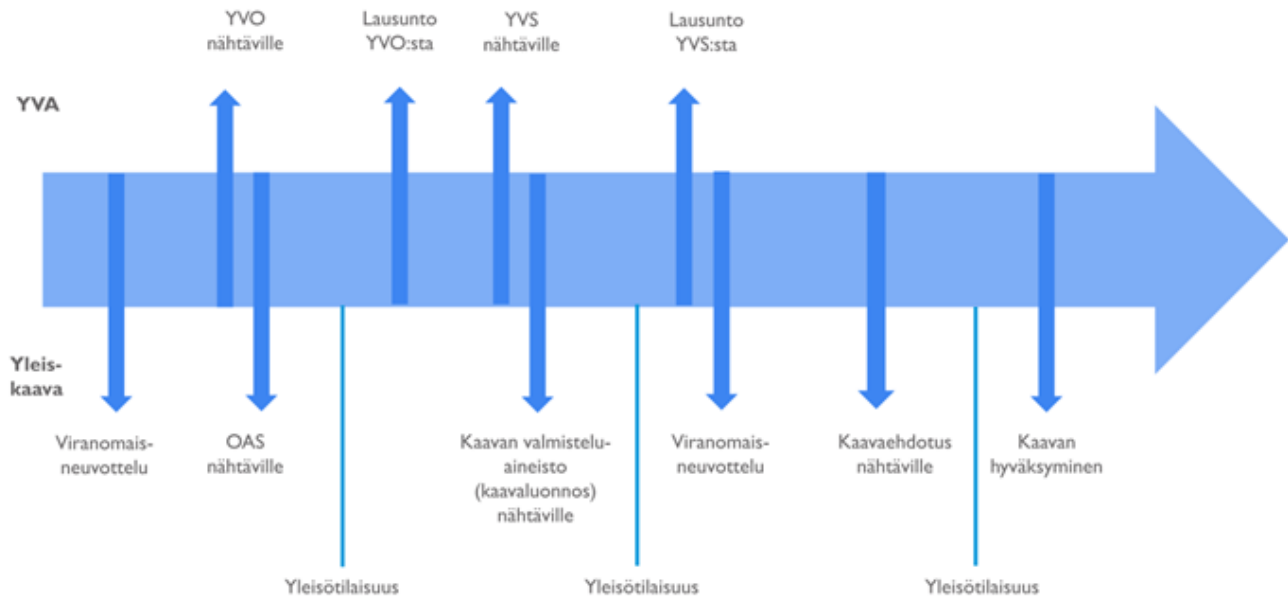 YVO
nähtäville
Lausunto
YVO:sta
YVS
nähtäville
Lausunto
YVS:sta
YVA
Yleis-
kaava
Viranomais-
neuvottelu
OAS
nähtäville
Kaavan valmistelu-
aineisto
(kaavaluonnos)
nähtäville
Viranomais-
neuvottelu
Kaavaehdotus
nähtäville
Kaavan
hyväksyminen
Yleisötilaisuus
Yleisötilaisuus
Yleisötilaisuus